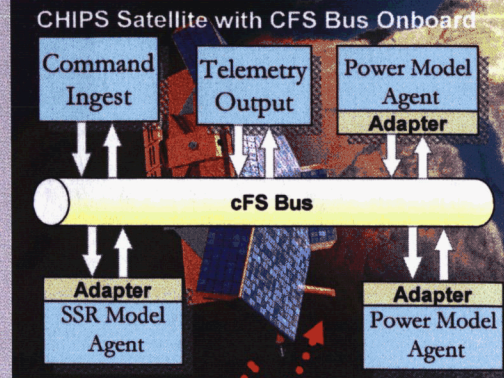 CHIPS Satellite with CFS Bus Onboard
Command
Ingest
Telemetry
Output
Power Model
Agent
Adapter
cFS Bus
Adapter
SSR Model
Agent
Adapter
Power Model
Agent